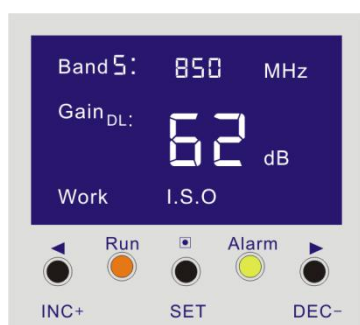 Band 5: 850 MHz
Gain DL: 62 dB
Work I.S.O
Run Alarm
INC+ SET DEC-